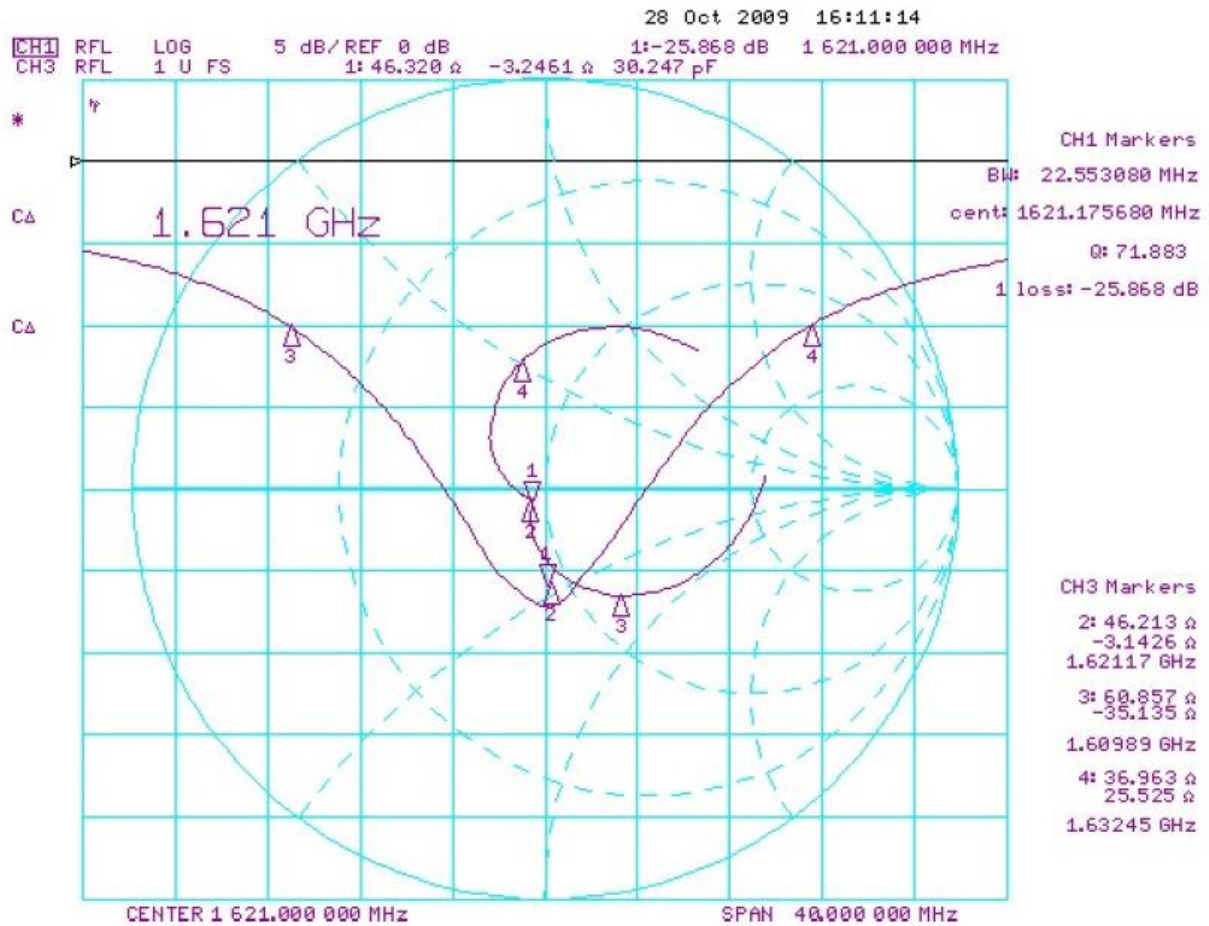 28 Oct 2009 16:11:14
CH1 RFL LOG 5 dB/REF 0 dB 1:-25.868 dB 1 621.000 000 MHz
CH3 RFL 1 U FS 1: 46.320 Ω -3.2461 Ω 30.247 pF
*
CΔ
CΔ
1.621 GHz
CH1 Markers
BW: 22.553080 MHz
cent: 1621.175680 MHz
Q: 71.883
1 loss: -25.868 dB
3
4
4
1
2
1
2
3
CH3 Markers
2: 46.213 Ω
-3.1426 Ω
1.62117 GHz
3: 60.857 Ω
-35.135 Ω
1.60989 GHz
4: 36.963 Ω
25.525 Ω
1.63245 GHz
CENTER 1 621.000 000 MHz SPAN 40.000 000 MHz